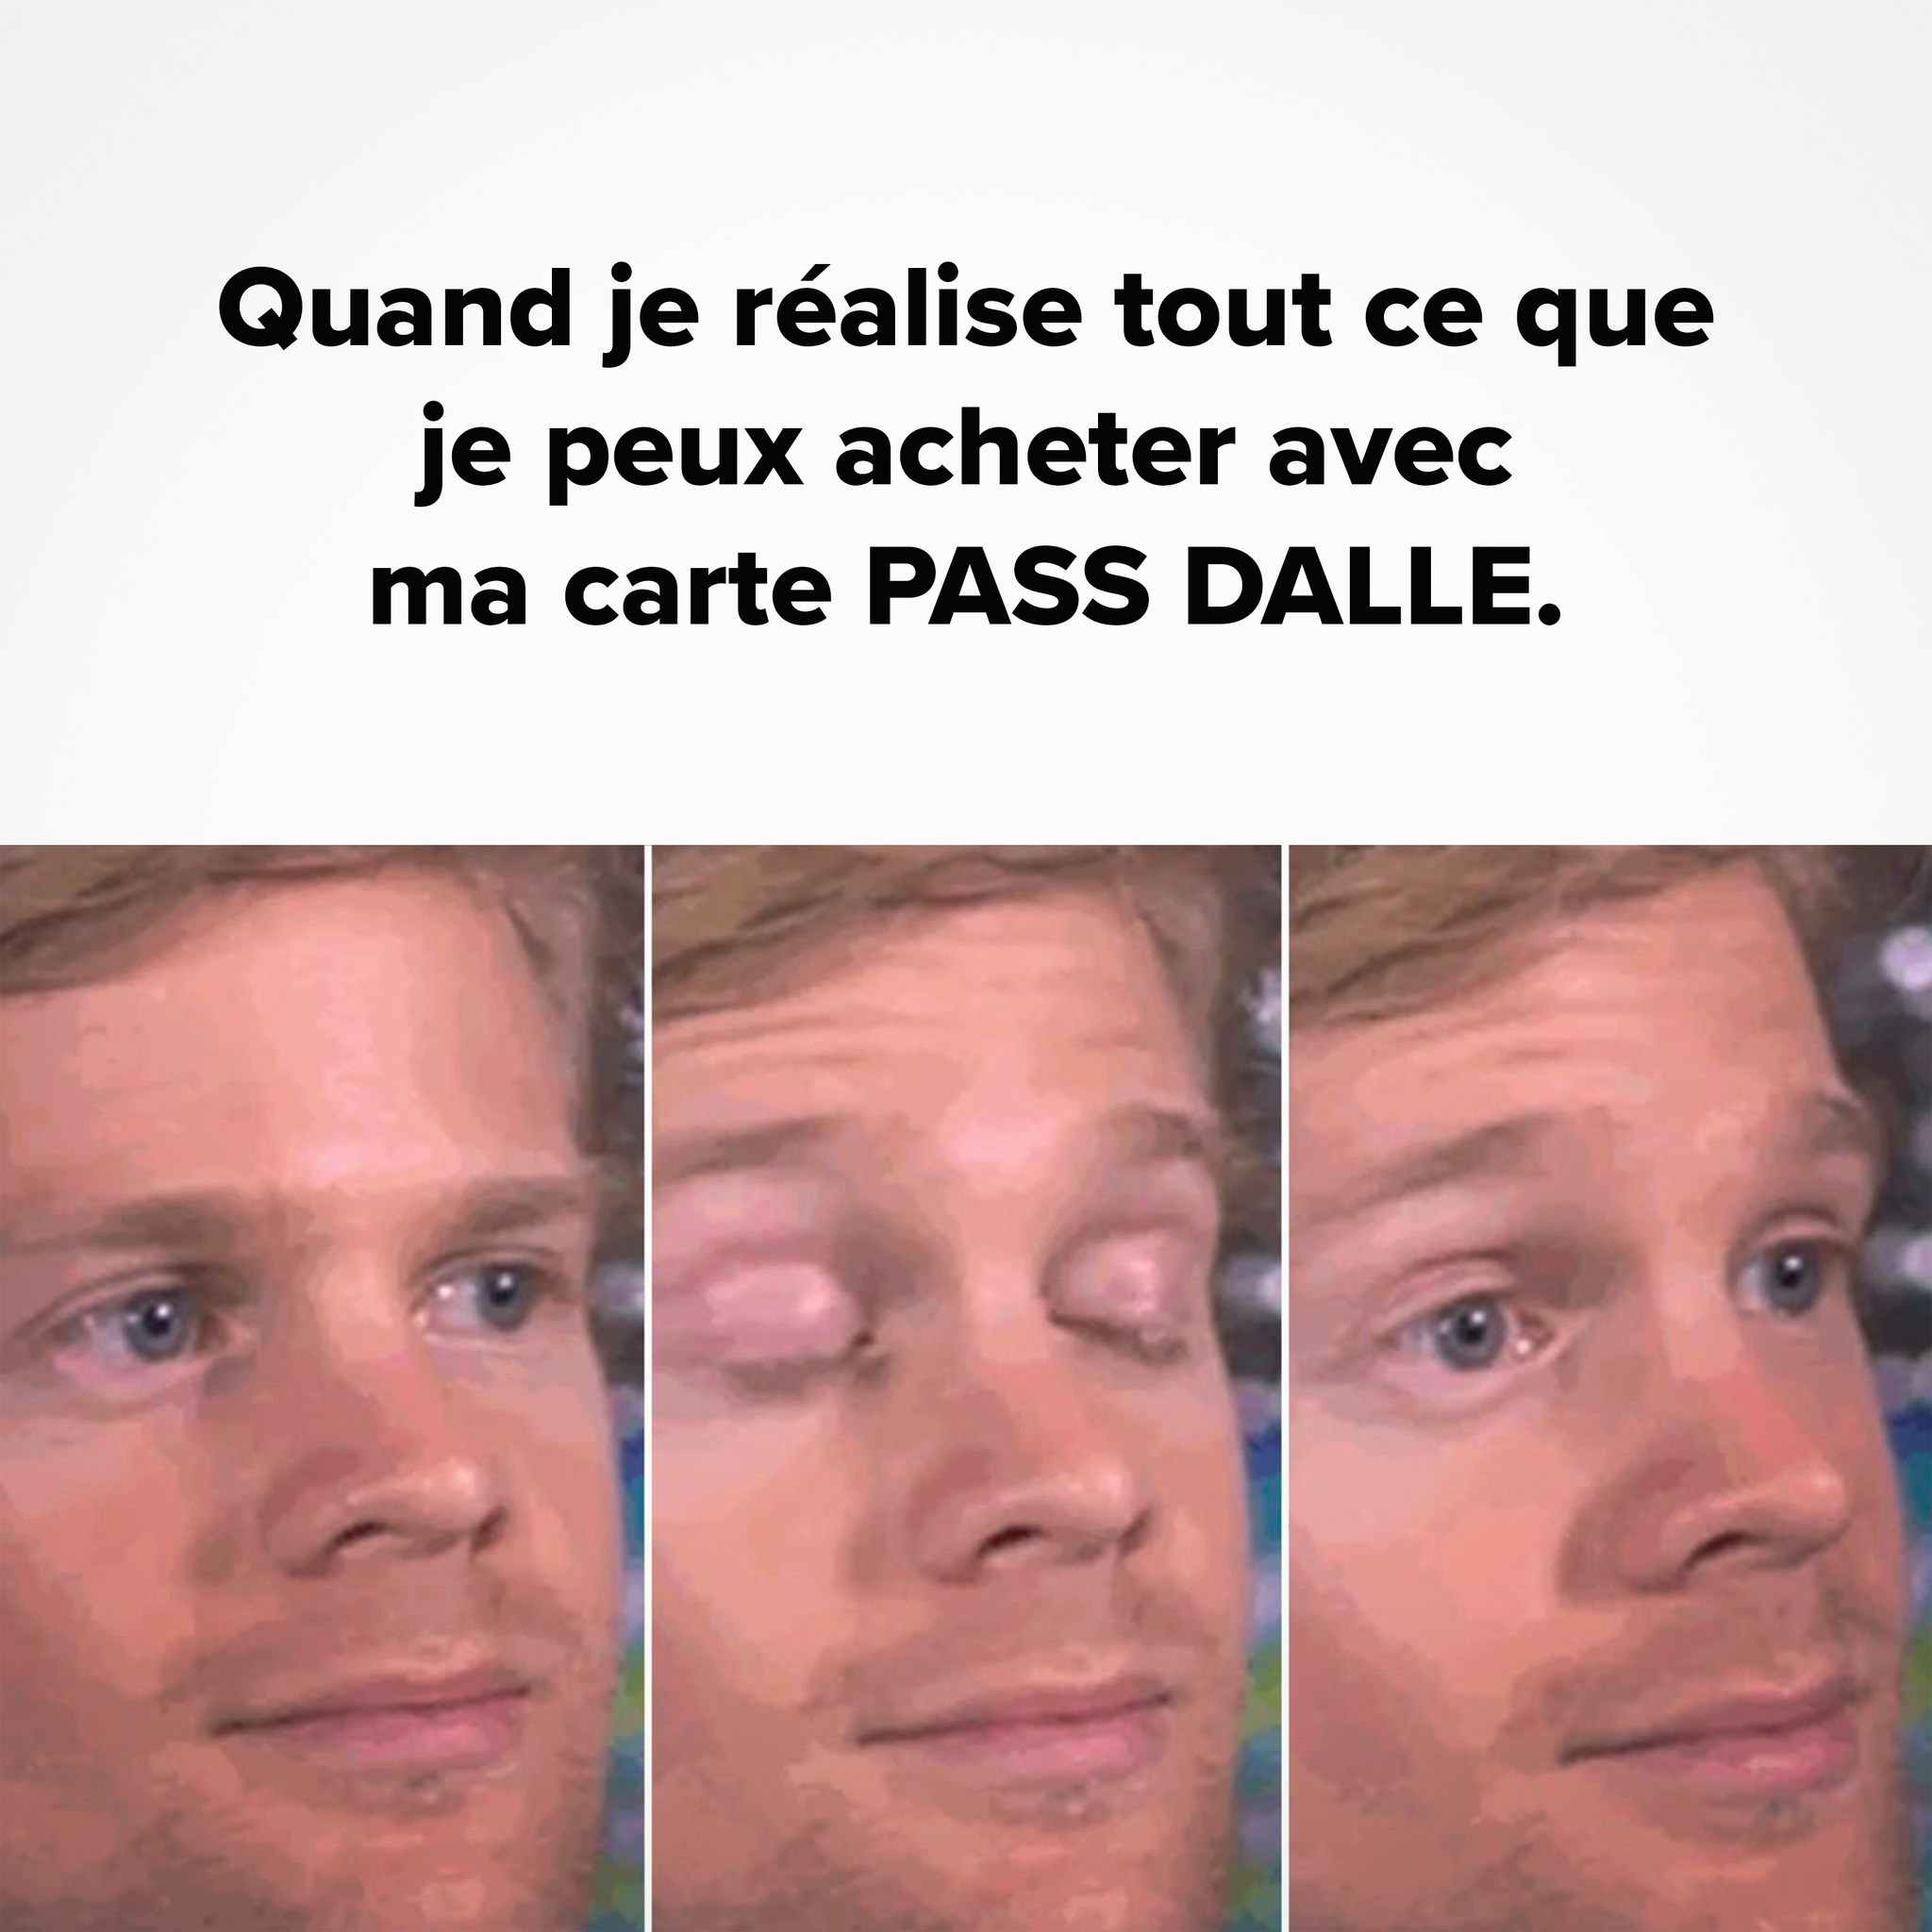 Quand je réalise tout ce que
je peux acheter avec
ma carte PASS DALLE.